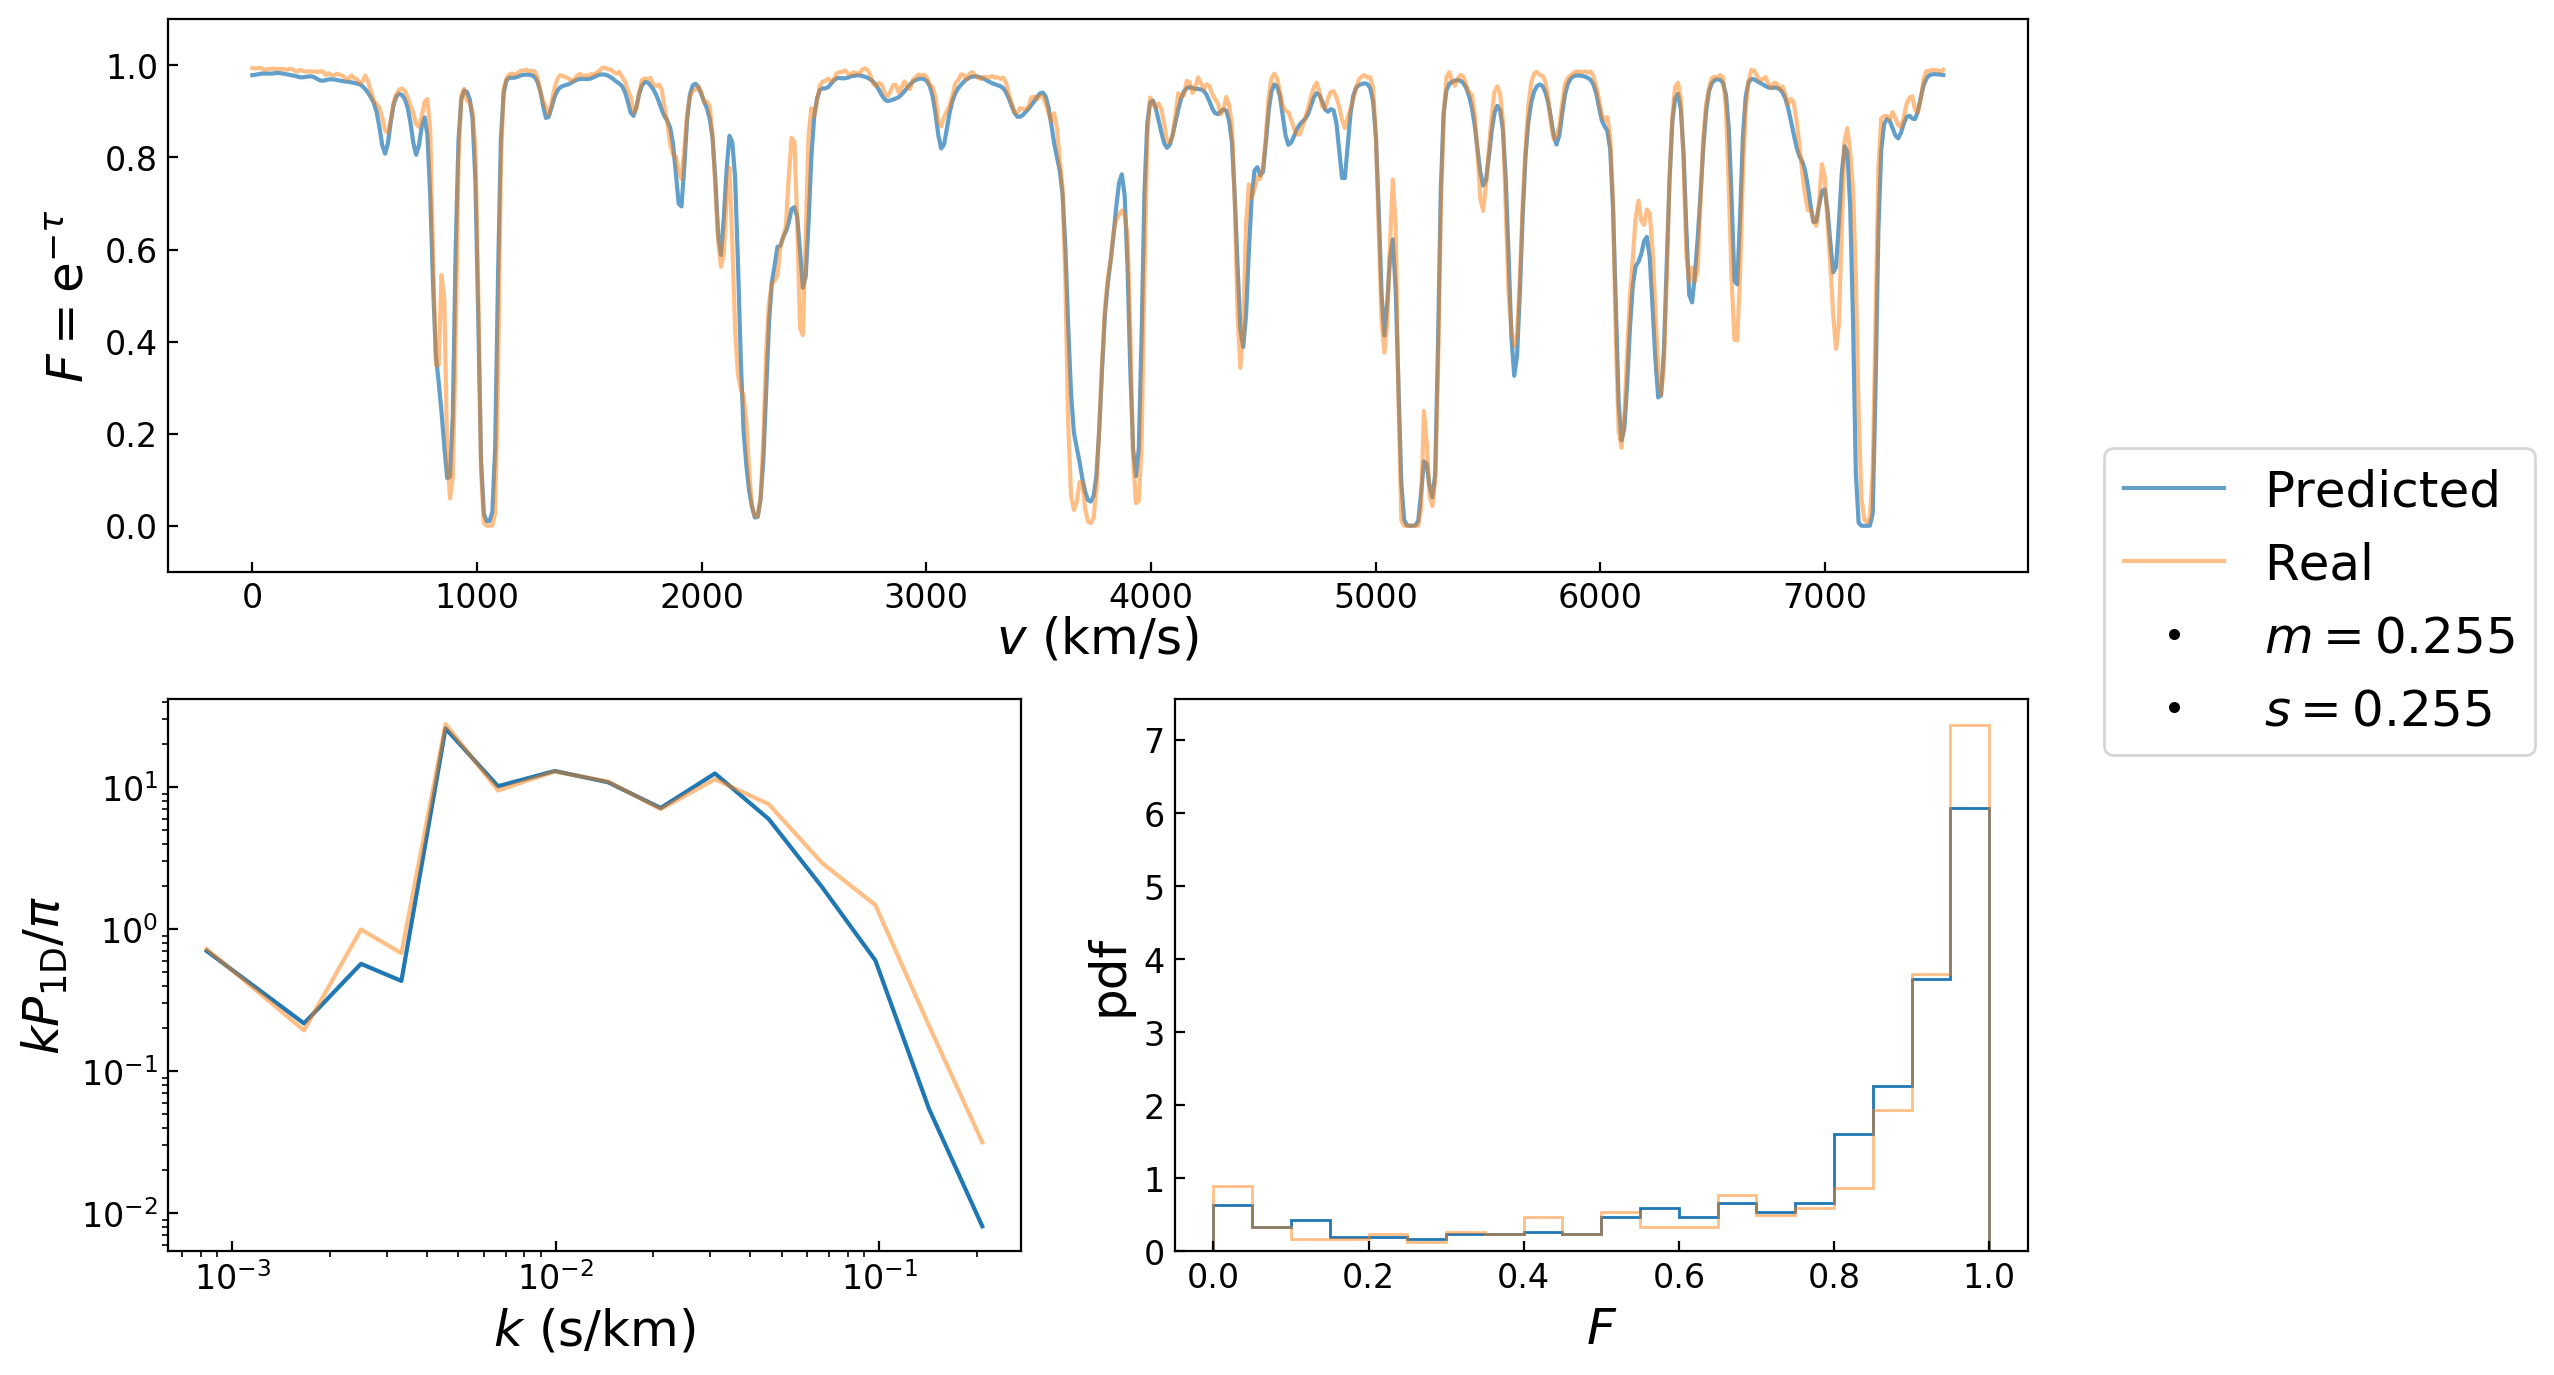 F = e^{−τ}
1.0
0.8
0.6
0.4
0.2
0.0
0 1000 2000 3000 4000 5000 6000 7000
v (km/s)
Predicted
Real
m = 0.255
s = 0.255
kP_{1D}/π
10^1
10^0
10^{−1}
10^{−2}
10^{−3} 10^{−2} 10^{−1}
k (s/km)
pdf
7
6
5
4
3
2
1
0
0.0 0.2 0.4 0.6 0.8 1.0
F